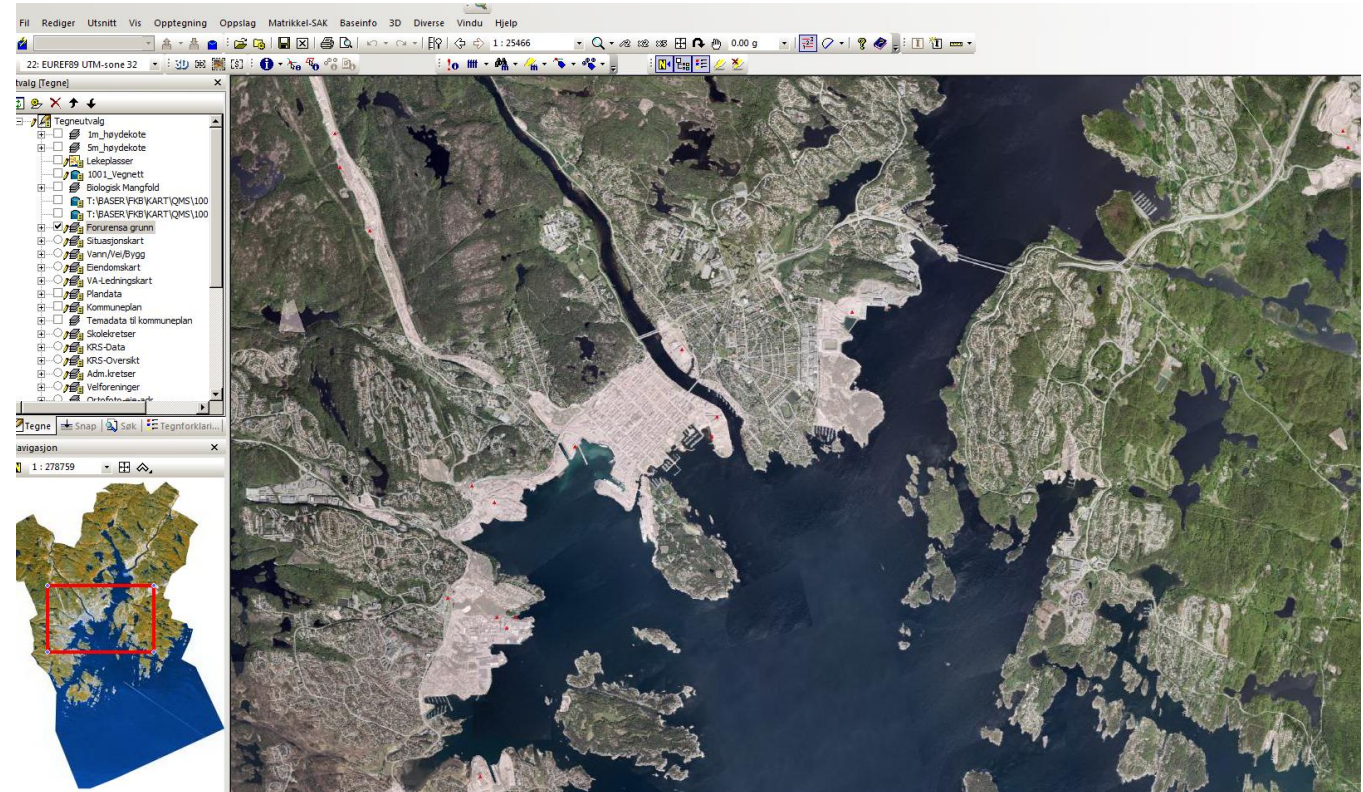 Fil Rediger Utsnitt Vis Opptegning Oppslag Matrikkel-SAK Baseinfo 3D Diverse Vindu Hjelp
1 : 25466 0.00 g
22: EUREF89 UTM-sone 32
tvalg [Tegne]
Tegneutvalg
1m_høydekote
5m_høydekote
Lekeplasser
1001_Vegnett
Biologisk Mangfold
T:\BASER\FKB\KART\QMS\100
T:\BASER\FKB\KART\QMS\100
Forurensa grunn
Situasjonskart
Vann/Vei/Bygg
Eiendomskart
VA-Ledningskart
Plandata
Kommuneplan
Temadata til kommuneplan
Skolekretser
KRS-Data
KRS-Oversikt
Adm.kretser
Velforeninger
Tegne Snap Søk Tegnforklari...
avigasjon
1 : 278759